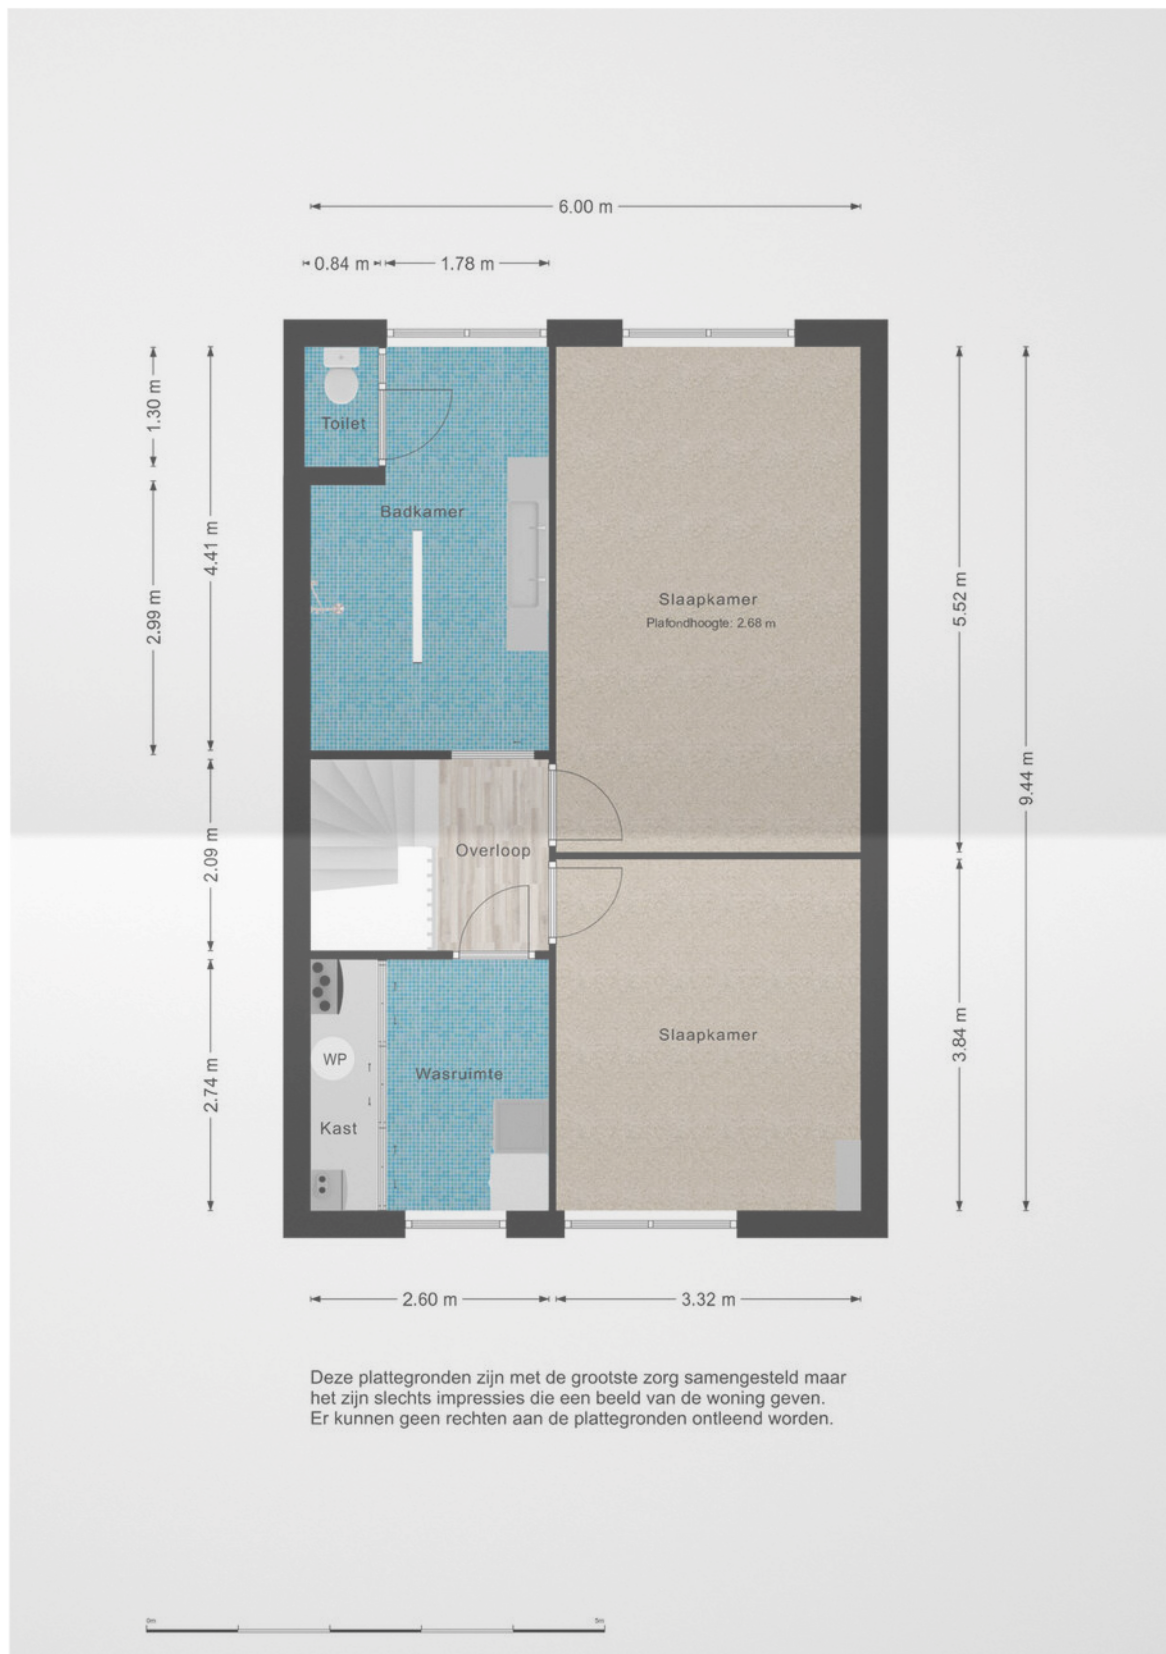 6.00 m
0.84 m
1.78 m
1.30 m
4.41 m
2.99 m
2.09 m
2.74 m
5.52 m
9.44 m
3.84 m
Toilet
Badkamer
Slaapkamer
Plafondhoogte: 2.68 m
Overloop
Slaapkamer
WP
Wasruimte
Kast
2.60 m
3.32 m
Deze plattegronden zijn met de grootste zorg samengesteld maar
het zijn slechts impressies die een beeld van de woning geven.
Er kunnen geen rechten aan de plattegronden ontleend worden.
0m
5m